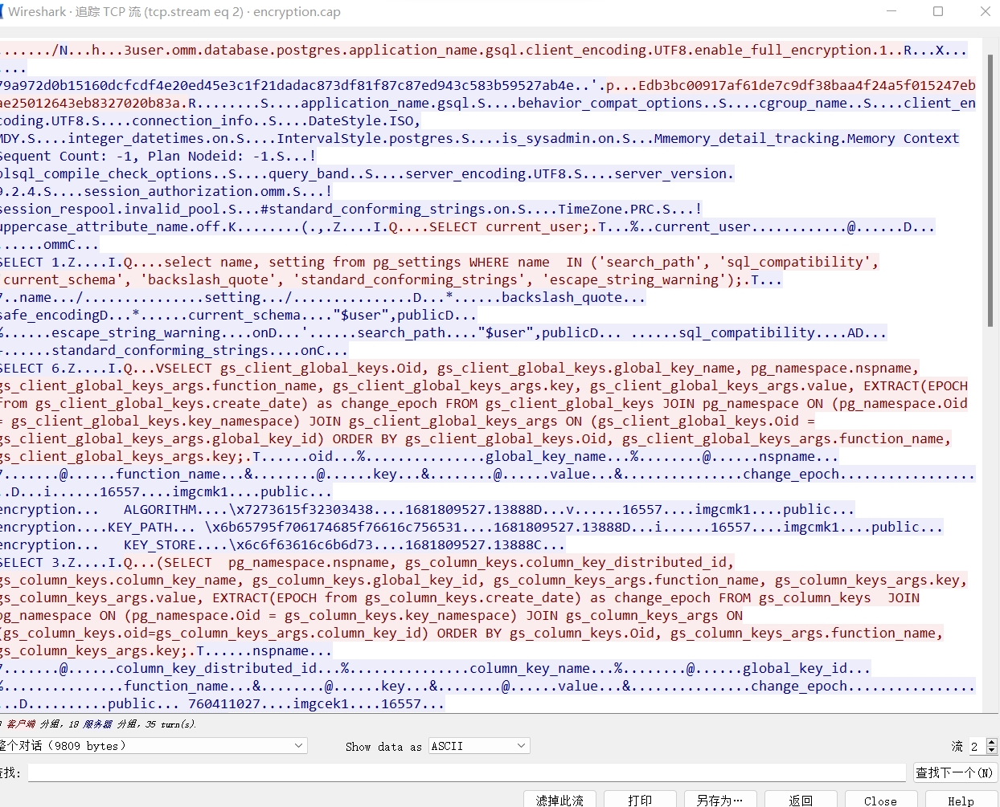 Wireshark · 追踪 TCP 流 (tcp.stream eq 2) · encryption.cap
......./N...h...3user.omm.database.postgres.application_name.gsql.client_encoding.UTF8.enable_full_encryption.1..R...X...
....
79a972d0b15160dcfcdf4e20ed45e3c1f21dadac873df81f87c87ed943c583b59527ab4e..'.p...Edb3bc00917af61de7c9df38baa4f24a5f015247eb
ae25012643eb8327020b83a.R........S....application_name.gsql.S....behavior_compat_options..S....cgroup_name..S....client_en
coding.UTF8.S....connection_info..S....DateStyle.ISO,
MDY.S....integer_datetimes.on.S....IntervalStyle.postgres.S....is_sysadmin.on.S...Mmemory_detail_tracking.Memory Context
Sequent Count: -1, Plan Nodeid: -1.S...!
plsql_compile_check_options..S....query_band..S....server_encoding.UTF8.S....server_version.
9.2.4.S....session_authorization.omm.S...!
session_respool.invalid_pool.S...#standard_conforming_strings.on.S....TimeZone.PRC.S...!
uppercase_attribute_name.off.K........(.,.Z....I.Q....SELECT current_user;.T...%..current_user............@......D...
......ommC...
SELECT 1.Z....I.Q....select name, setting from pg_settings WHERE name  IN ('search_path', 'sql_compatibility',
'current_schema', 'backslash_quote', 'standard_conforming_strings', 'escape_string_warning');.T...
7..name.../...............setting.../...............D...*......backslash_quote...
safe_encodingD...*......current_schema...."$user",publicD...
%......escape_string_warning....onD...'......search_path...."$user",publicD... ......sql_compatibility....AD...
+......standard_conforming_strings....onC...
SELECT 6.Z....I.Q...VSELECT gs_client_global_keys.Oid, gs_client_global_keys.global_key_name, pg_namespace.nspname,
gs_client_global_keys_args.function_name, gs_client_global_keys_args.key, gs_client_global_keys_args.value, EXTRACT(EPOCH
from gs_client_global_keys.create_date) as change_epoch FROM gs_client_global_keys JOIN pg_namespace ON (pg_namespace.Oid
= gs_client_global_keys.key_namespace) JOIN gs_client_global_keys_args ON (gs_client_global_keys.Oid =
gs_client_global_keys_args.global_key_id) ORDER BY gs_client_global_keys.Oid, gs_client_global_keys_args.function_name,
gs_client_global_keys_args.key;.T......oid...%...............global_key_name...%........@......nspname...
7.......@......function_name...&........@......key...&........@......value...&...............change_epoch.................
..D...i......16557....imgcmk1....public...
encryption...   ALGORITHM....\x7273615f32303438....1681809527.13888D...v......16557....imgcmk1....public...
encryption....KEY_PATH... \x6b65795f706174685f76616c756531....1681809527.13888D...i......16557....imgcmk1....public...
encryption...   KEY_STORE....\x6c6f63616c6b6d73....1681809527.13888C...
SELECT 3.Z....I.Q...(SELECT  pg_namespace.nspname, gs_column_keys.column_key_distributed_id,
gs_column_keys.column_key_name, gs_column_keys.global_key_id, gs_column_keys_args.function_name, gs_column_keys_args.key,
gs_column_keys_args.value, EXTRACT(EPOCH from gs_column_keys.create_date) as change_epoch FROM gs_column_keys  JOIN
pg_namespace ON (pg_namespace.Oid = gs_column_keys.key_namespace) JOIN gs_column_keys_args ON
(gs_column_keys.oid=gs_column_keys_args.column_key_id) ORDER BY gs_column_keys.Oid, gs_column_keys_args.function_name,
gs_column_keys_args.key;.T......nspname...
7.......@......column_key_distributed_id...%...............column_key_name...%........@......global_key_id...
%...............function_name...&........@......key...&........@......value...&...............change_epoch................
...D..........public... 760411027....imgcek1....16557...
客户端 分组, 18 服务器 分组, 35 turn(s).
整个对话 (9809 bytes)
Show data as ASCII
流 2
查找:
查找下一个(N)
滤掉此流 打印 另存为… 返回 Close Help